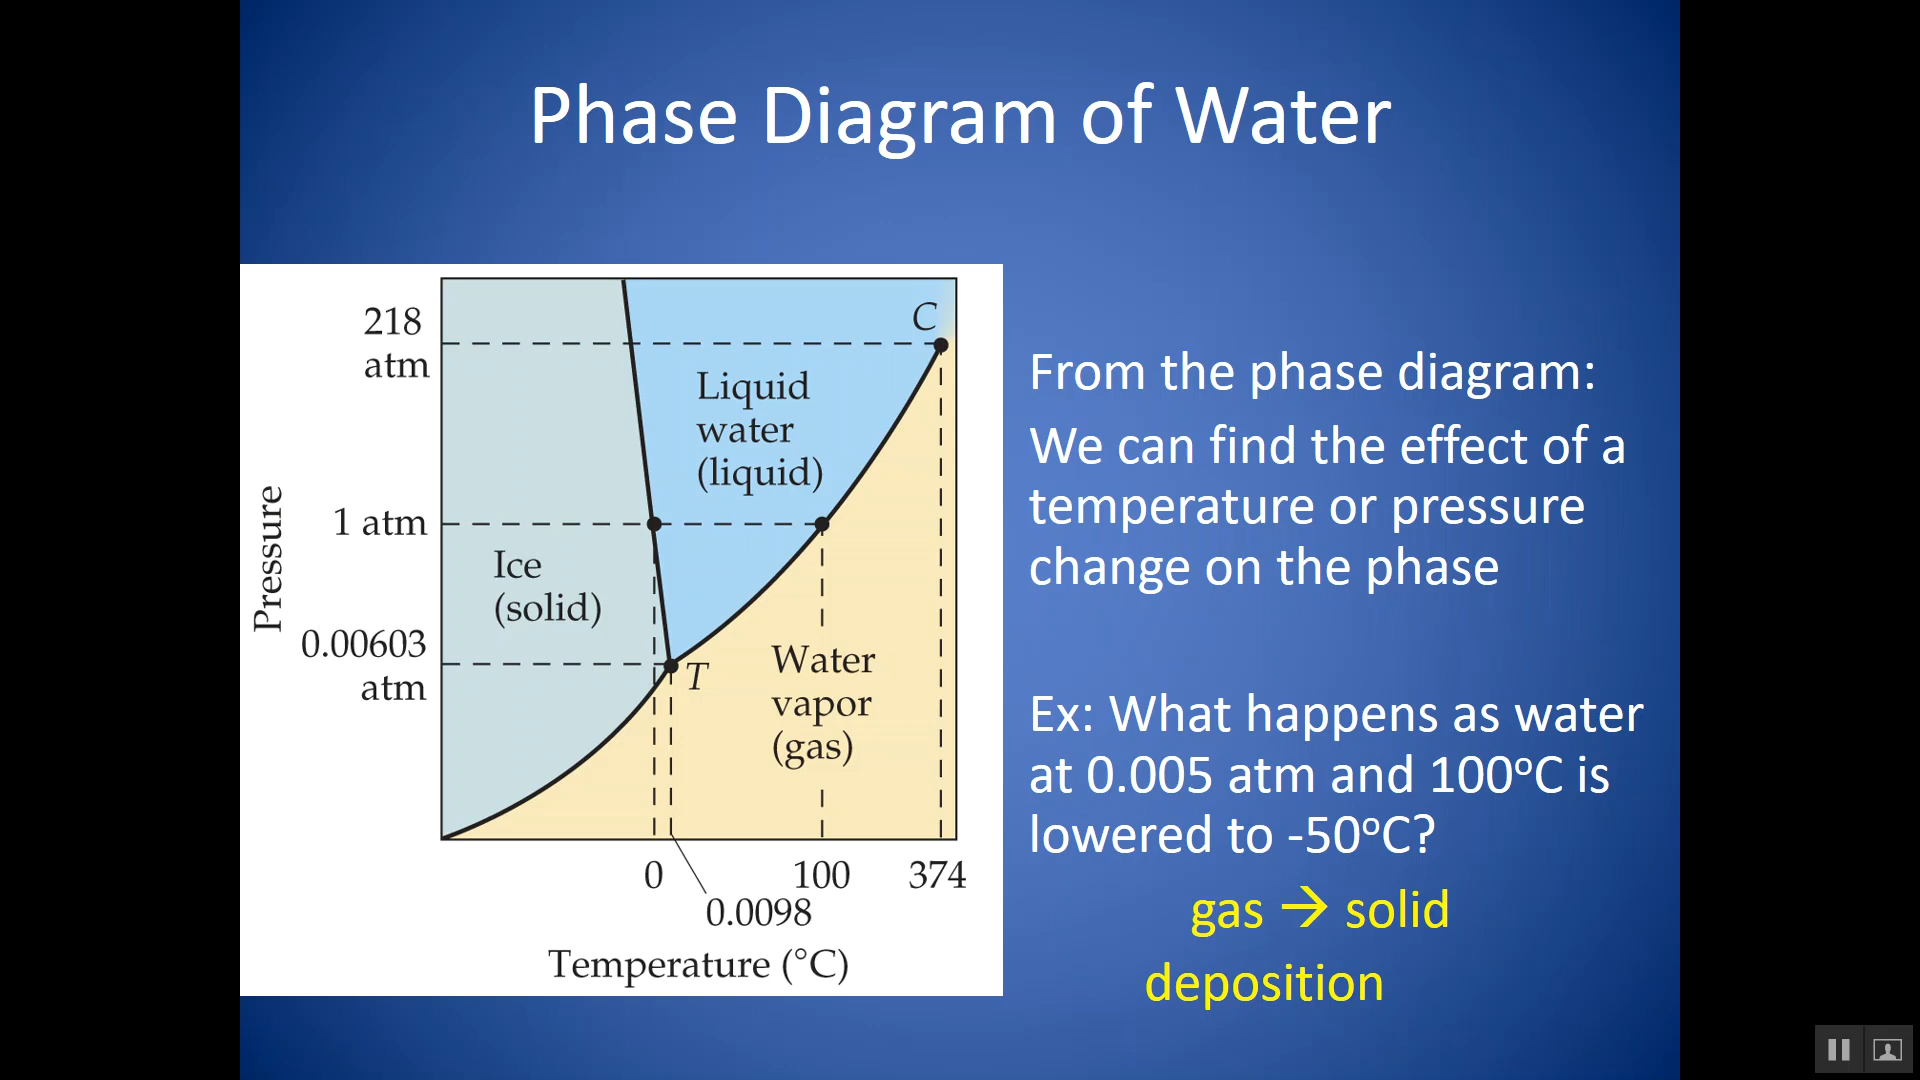 Phase Diagram of Water
218
atm
C
Liquid
water
(liquid)
1 atm
Ice
(solid)
Pressure
0.00603
atm
T
Water
vapor
(gas)
0
100
374
0.0098
Temperature (°C)
From the phase diagram:
We can find the effect of a
temperature or pressure
change on the phase
Ex: What happens as water
at 0.005 atm and 100°C is
lowered to -50°C?
gas → solid
deposition